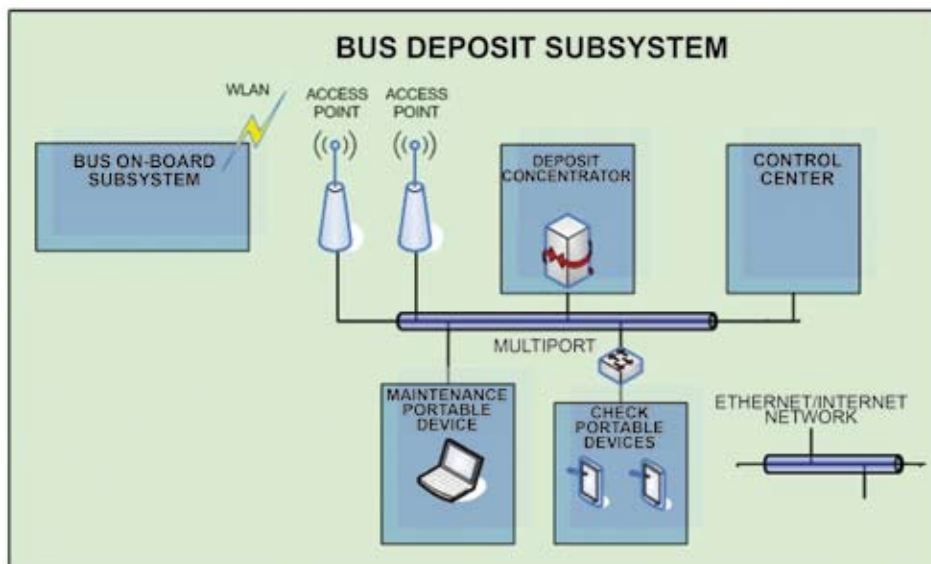 BUS DEPOSIT SUBSYSTEM
WLAN
ACCESS
POINT
ACCESS
POINT
BUS ON-BOARD
SUBSYSTEM
DEPOSIT
CONCENTRATOR
CONTROL
CENTER
MULTIPORT
MAINTENANCE
PORTABLE
DEVICE
CHECK
PORTABLE
DEVICES
ETHERNET/INTERNET
NETWORK